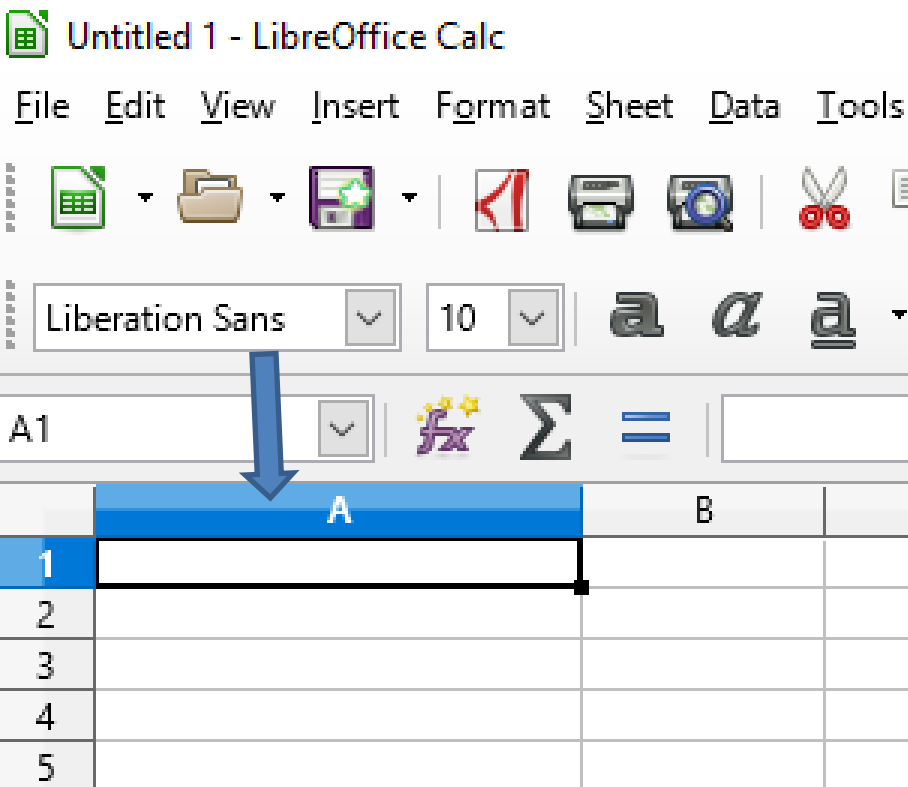 Untitled 1 - LibreOffice Calc
File Edit View Insert Format Sheet Data Tools
Liberation Sans 10 a a a
A1 fx Σ =
A B
1
2
3
4
5